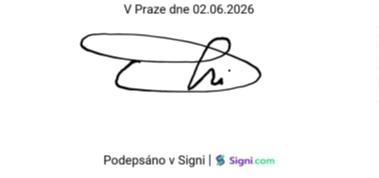 V Praze dne 02.06.2026
Podepsáno v Signi | Signi.com